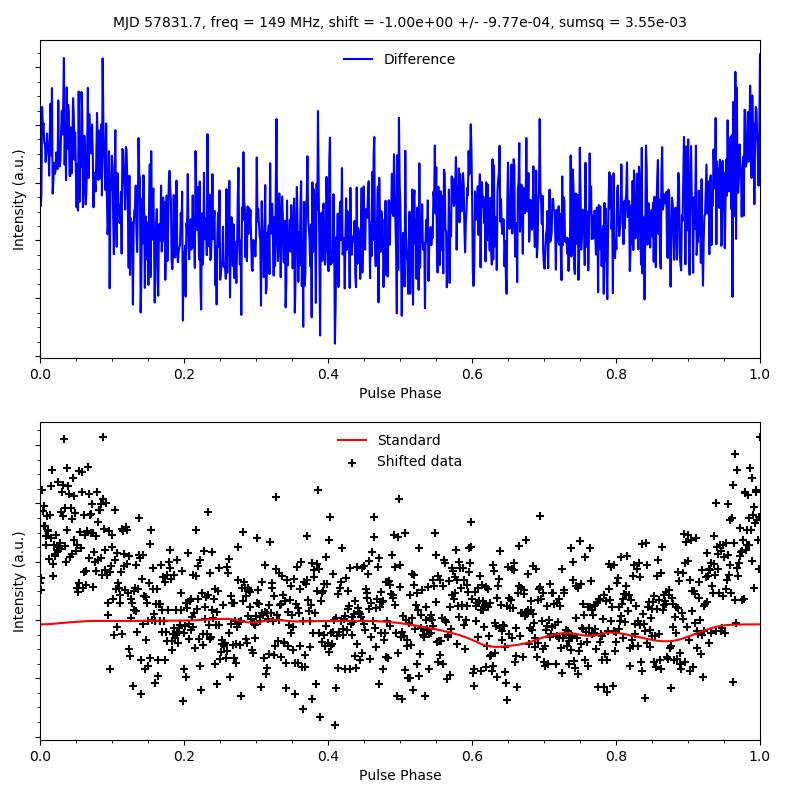 MJD 57831.7, freq = 149 MHz, shift = -1.00e+00 +/- -9.77e-04, sumsq = 3.55e-03
Difference
Intensity (a.u.)
0.0 0.2 0.4 0.6 0.8 1.0
Pulse Phase
Standard
Shifted data
Intensity (a.u.)
0.0 0.2 0.4 0.6 0.8 1.0
Pulse Phase